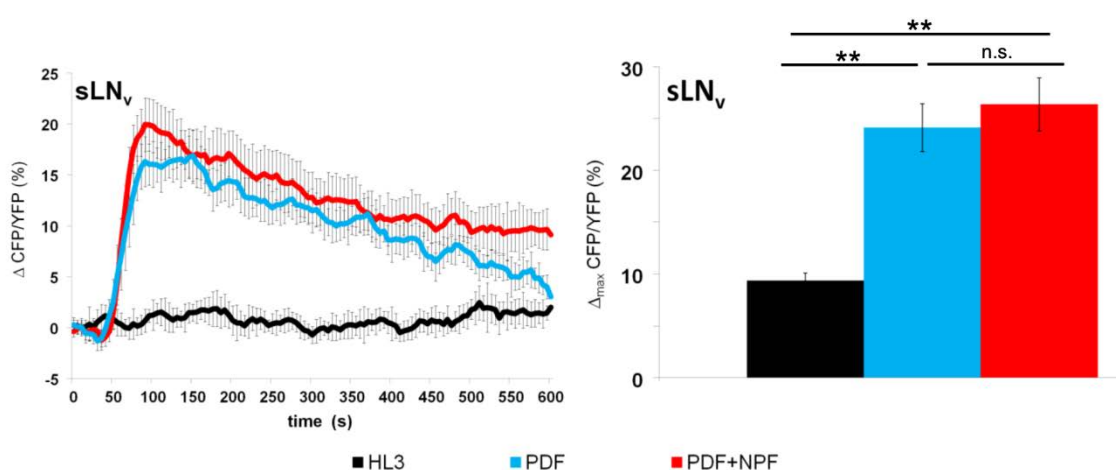 sLNv
Δ CFP/YFP (%)
25
20
15
10
5
0
-5
0 50 100 150 200 250 300 350 400 450 500 550 600
time (s)
**
** n.s.
sLNv
Δmax CFP/YFP (%)
30
20
10
0
HL3 PDF PDF+NPF